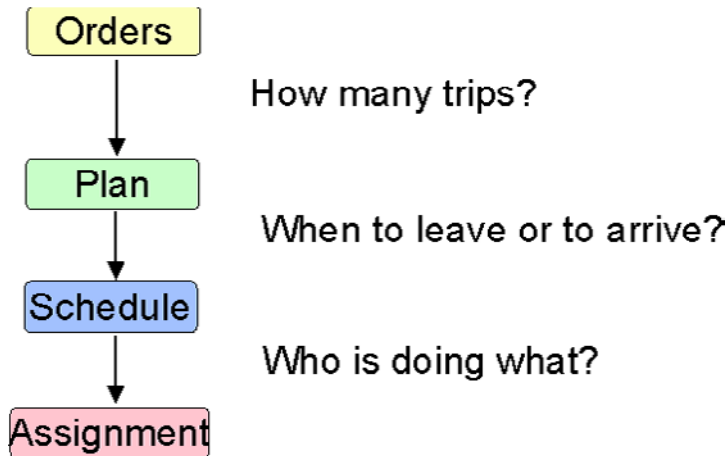 Orders
How many trips?
Plan
When to leave or to arrive?
Schedule
Who is doing what?
Assignment